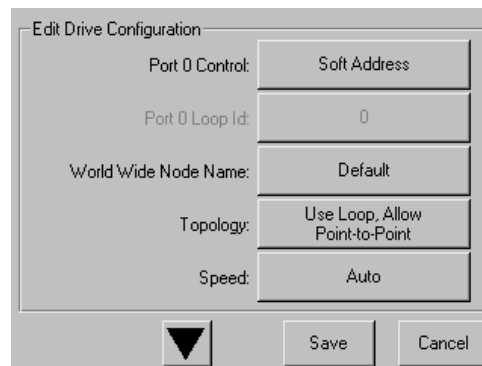 Edit Drive Configuration
Port 0 Control:
Soft Address
Port 0 Loop Id:
0
World Wide Node Name:
Default
Topology:
Use Loop, Allow
Point-to-Point
Speed:
Auto
Save
Cancel